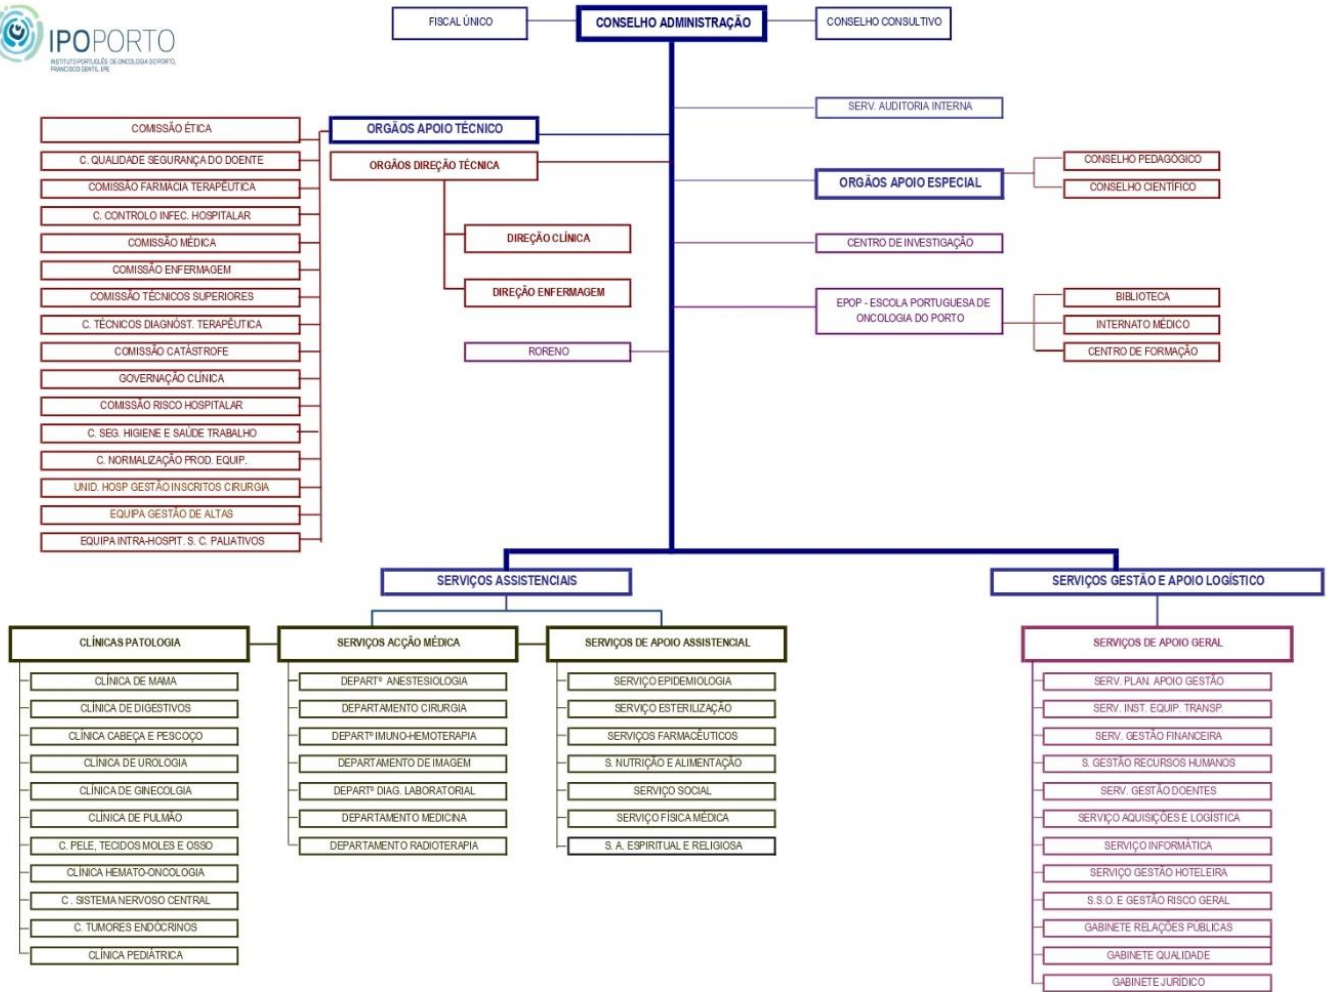 IPOPORTO
INSTITUTO PORTUGUÊS DE ONCOLOGIA DO PORTO,
FRANCISCO GENTIL, EPE
FISCAL ÚNICO
CONSELHO ADMINISTRAÇÃO
CONSELHO CONSULTIVO
SERV. AUDITORIA INTERNA
ORGÃOS APOIO TÉCNICO
ORGÃOS DIREÇÃO TÉCNICA
COMISSÃO ÉTICA
C. QUALIDADE SEGURANÇA DO DOENTE
COMISSÃO FARMÁCIA TERAPÊUTICA
C. CONTROLO INFEC. HOSPITALAR
COMISSÃO MÉDICA
COMISSÃO ENFERMAGEM
COMISSÃO TÉCNICOS SUPERIORES
C. TÉCNICOS DIAGNÓST. TERAPÊUTICA
COMISSÃO CATÁSTROFE
GOVERNAÇÃO CLÍNICA
COMISSÃO RISCO HOSPITALAR
C. SEG. HIGIENE E SAÚDE TRABALHO
C. NORMALIZAÇÃO PROD. EQUIP.
UNID. HOSP GESTÃO INSCRITOS CIRURGIA
EQUIPA GESTÃO DE ALTAS
EQUIPA INTRA-HOSPIT. S. C. PALIATIVOS
DIREÇÃO CLÍNICA
DIREÇÃO ENFERMAGEM
RORENO
ORGÃOS APOIO ESPECIAL
CONSELHO PEDAGÓGICO
CONSELHO CIENTÍFICO
CENTRO DE INVESTIGAÇÃO
EPOP - ESCOLA PORTUGUESA DE
ONCOLOGIA DO PORTO
BIBLIOTECA
INTERNATO MÉDICO
CENTRO DE FORMAÇÃO
SERVIÇOS ASSISTENCIAIS
SERVIÇOS GESTÃO E APOIO LOGÍSTICO
CLÍNICAS PATOLOGIA
CLÍNICA DE MAMA
CLÍNICA DE DIGESTIVOS
CLÍNICA CABEÇA E PESCOÇO
CLÍNICA DE UROLOGIA
CLÍNICA DE GINECOLGIA
CLÍNICA DE PULMÃO
C. PELE, TECIDOS MOLES E OSSO
CLÍNICA HEMATO-ONCOLOGIA
C . SISTEMA NERVOSO CENTRAL
C. TUMORES ENDÓCRINOS
CLÍNICA PEDIÁTRICA
SERVIÇOS ACÇÃO MÉDICA
DEPARTº ANESTESIOLOGIA
DEPARTAMENTO CIRURGIA
DEPARTº IMUNO-HEMOTERAPIA
DEPARTAMENTO DE IMAGEM
DEPARTº DIAG. LABORATORIAL
DEPARTAMENTO MEDICINA
DEPARTAMENTO RADIOTERAPIA
SERVIÇOS DE APOIO ASSISTENCIAL
SERVIÇO EPIDEMIOLOGIA
SERVIÇO ESTERILIZAÇÃO
SERVIÇOS FARMACÊUTICOS
S. NUTRIÇÃO E ALIMENTAÇÃO
SERVIÇO SOCIAL
SERVIÇO FÍSICA MÉDICA
S. A. ESPIRITUAL E RELIGIOSA
SERVIÇOS DE APOIO GERAL
SERV. PLAN. APOIO GESTÃO
SERV. INST. EQUIP. TRANSP.
SERV. GESTÃO FINANCEIRA
S. GESTÃO RECURSOS HUMANOS
SERV. GESTÃO DOENTES
SERVIÇO AQUISIÇÕES E LOGÍSTICA
SERVIÇO INFORMÁTICA
SERVIÇO GESTÃO HOTELEIRA
S.S.O. E GESTÃO RISCO GERAL
GABINETE RELAÇÕES PÚBLICAS
GABINETE QUALIDADE
GABINETE JURÍDICO